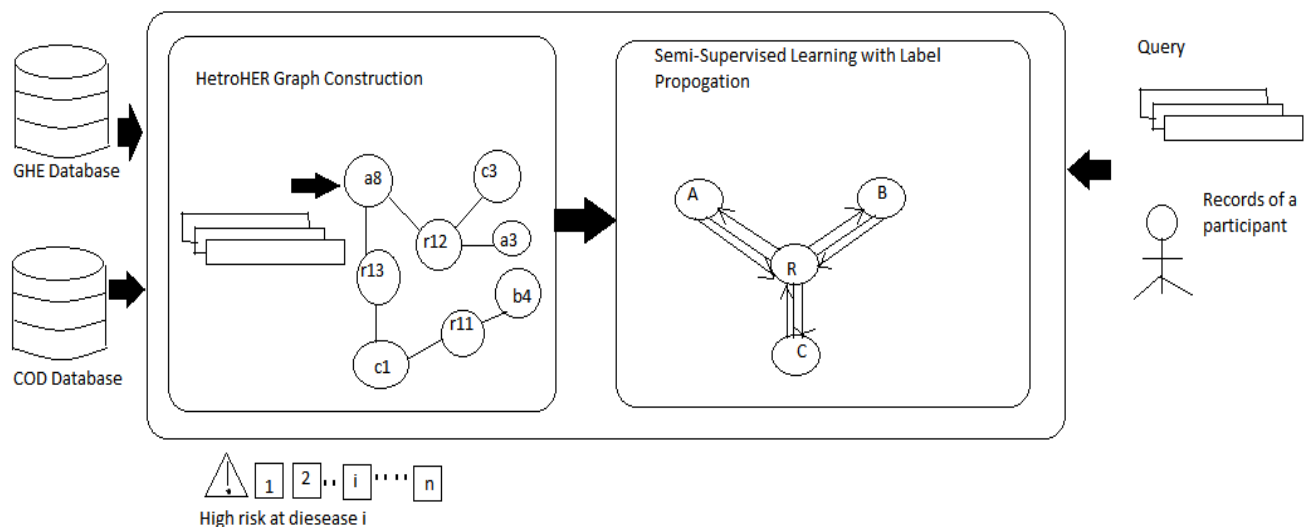 GHE Database
COD Database
HetroHER Graph Construction
a8
c3
r12
a3
r13
b4
r11
c1
Semi-Supervised Learning with Label
Propogation
A
B
R
C
Query
Records of a
participant
! 1 2 .. i .... n
High risk at diesease i